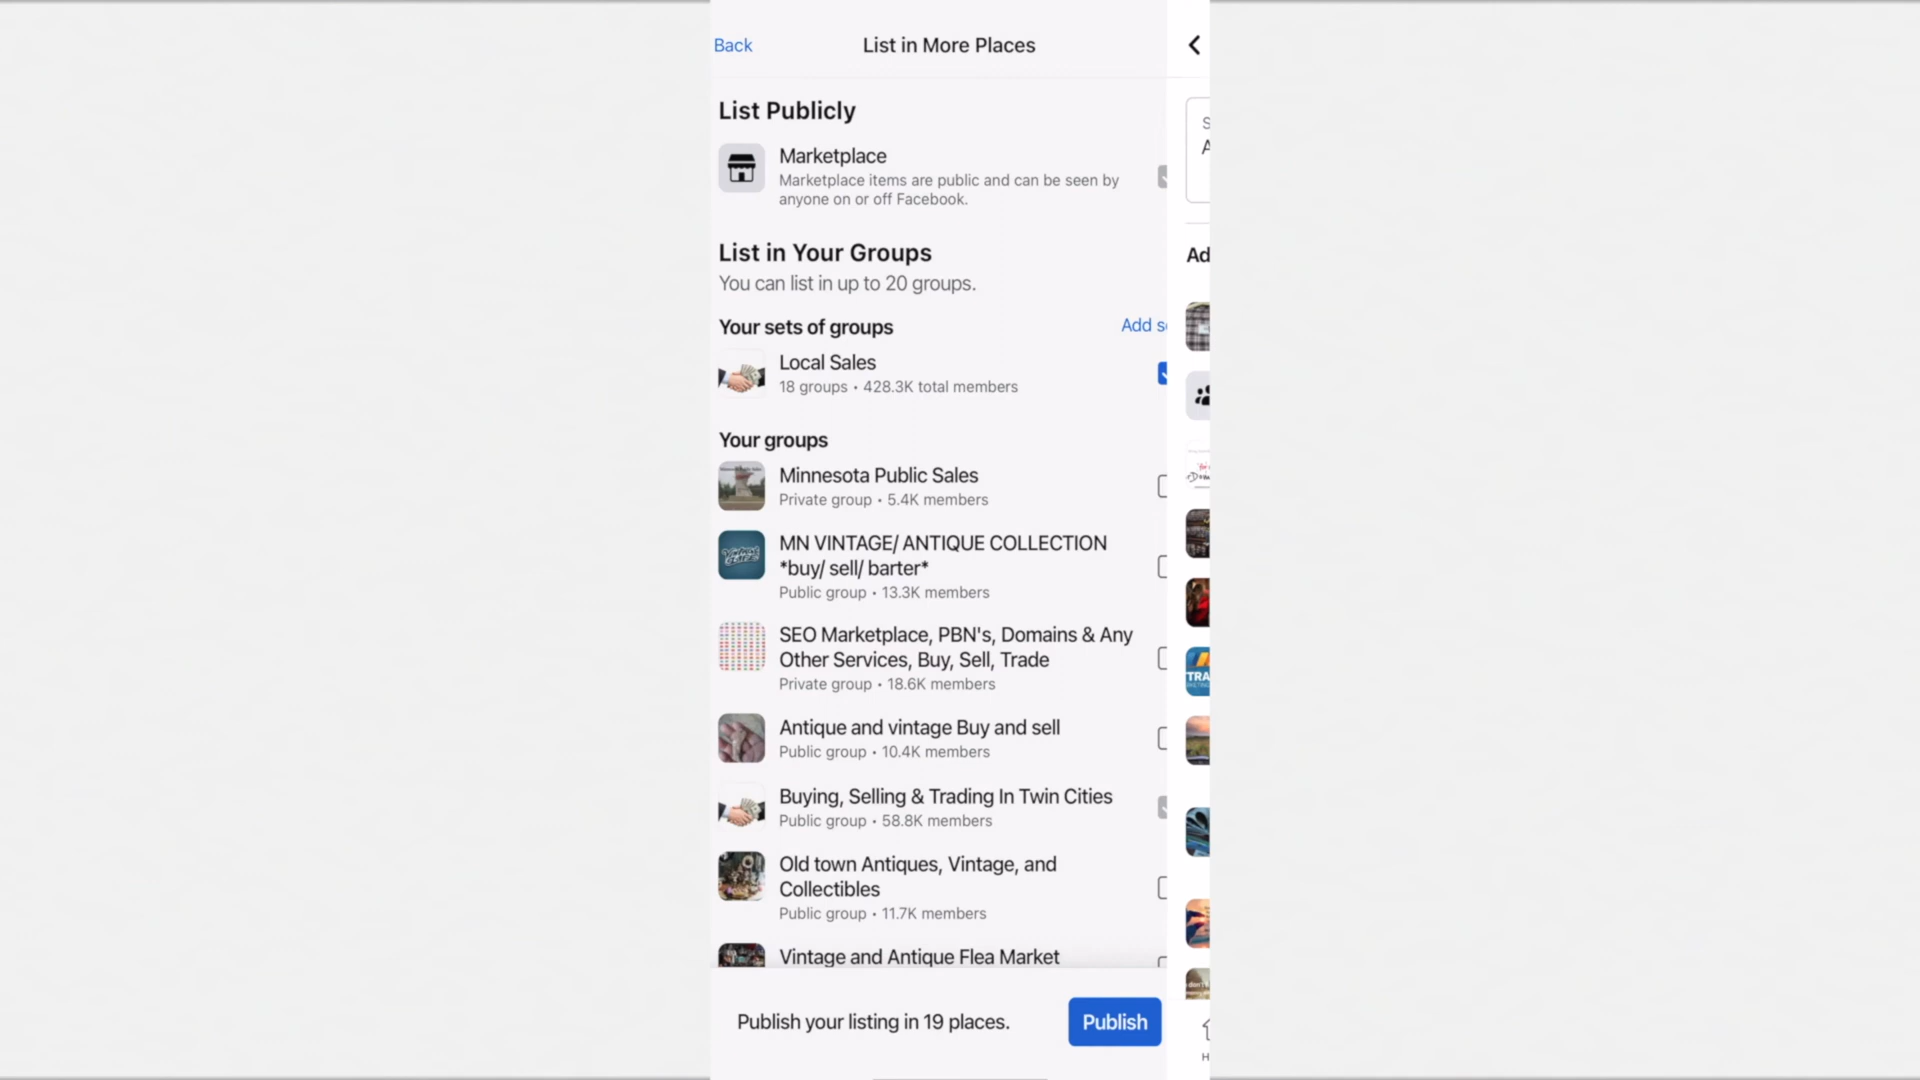 Back
List in More Places
List Publicly
Marketplace
Marketplace items are public and can be seen by
anyone on or off Facebook.
List in Your Groups
You can list in up to 20 groups.
Your sets of groups
Add s
Local Sales
18 groups • 428.3K total members
Your groups
Minnesota Public Sales
Private group • 5.4K members
MN VINTAGE/ ANTIQUE COLLECTION
*buy/ sell/ barter*
Public group • 13.3K members
SEO Marketplace, PBN's, Domains & Any
Other Services, Buy, Sell, Trade
Private group • 18.6K members
Antique and vintage Buy and sell
Public group • 10.4K members
Buying, Selling & Trading In Twin Cities
Public group • 58.8K members
Old town Antiques, Vintage, and
Collectibles
Public group • 11.7K members
Vintage and Antique Flea Market
Publish your listing in 19 places.
Publish
S
A
Ad
TRA
H